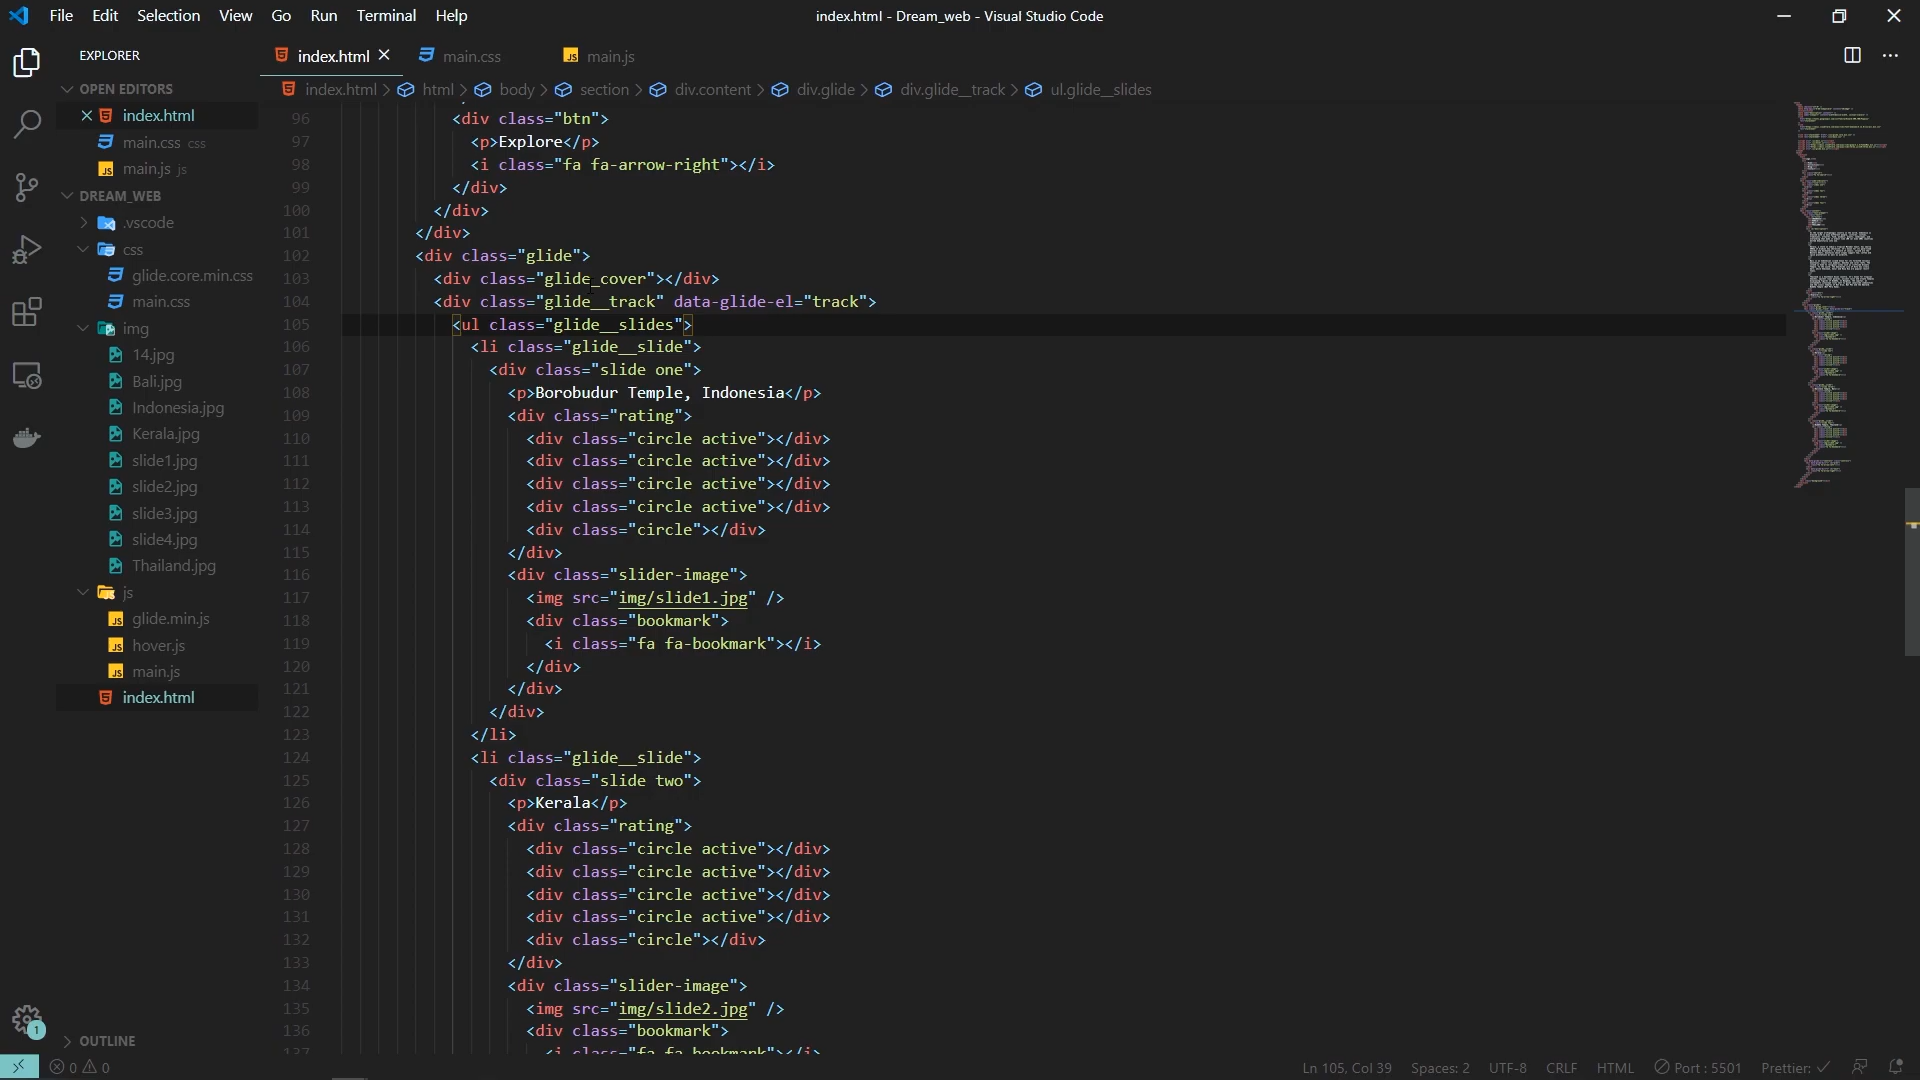 File Edit Selection View Go Run Terminal Help
index.html - Dream_web - Visual Studio Code
EXPLORER
OPEN EDITORS
index.html
main.css css
main.js js
DREAM_WEB
.vscode
css
glide.core.min.css
main.css
img
14.jpg
Bali.jpg
Indonesia.jpg
Kerala.jpg
slide1.jpg
slide2.jpg
slide3.jpg
slide4.jpg
Thailand.jpg
js
glide.min.js
hover.js
main.js
index.html
OUTLINE
index.html main.css main.js
index.html > html > body > section > div.content > div.glide > div.glide__track > ul.glide__slides
96 <div class="btn">
97 <p>Explore</p>
98 <i class="fa fa-arrow-right"></i>
99 </div>
100 </div>
101 </div>
102 <div class="glide">
103 <div class="glide_cover"></div>
104 <div class="glide__track" data-glide-el="track">
105 <ul class="glide__slides">
106 <li class="glide__slide">
107 <div class="slide one">
108 <p>Borobudur Temple, Indonesia</p>
109 <div class="rating">
110 <div class="circle active"></div>
111 <div class="circle active"></div>
112 <div class="circle active"></div>
113 <div class="circle active"></div>
114 <div class="circle"></div>
115 </div>
116 <div class="slider-image">
117 <img src="img/slide1.jpg" />
118 <div class="bookmark">
119 <i class="fa fa-bookmark"></i>
120 </div>
121 </div>
122 </div>
123 </li>
124 <li class="glide__slide">
125 <div class="slide two">
126 <p>Kerala</p>
127 <div class="rating">
128 <div class="circle active"></div>
129 <div class="circle active"></div>
130 <div class="circle active"></div>
131 <div class="circle active"></div>
132 <div class="circle"></div>
133 </div>
134 <div class="slider-image">
135 <img src="img/slide2.jpg" />
136 <div class="bookmark">
137 <i class="fa fa-bookmark"></i>
1
0 0
Ln 105, Col 39 Spaces: 2 UTF-8 CRLF HTML Port : 5501 Prettier: